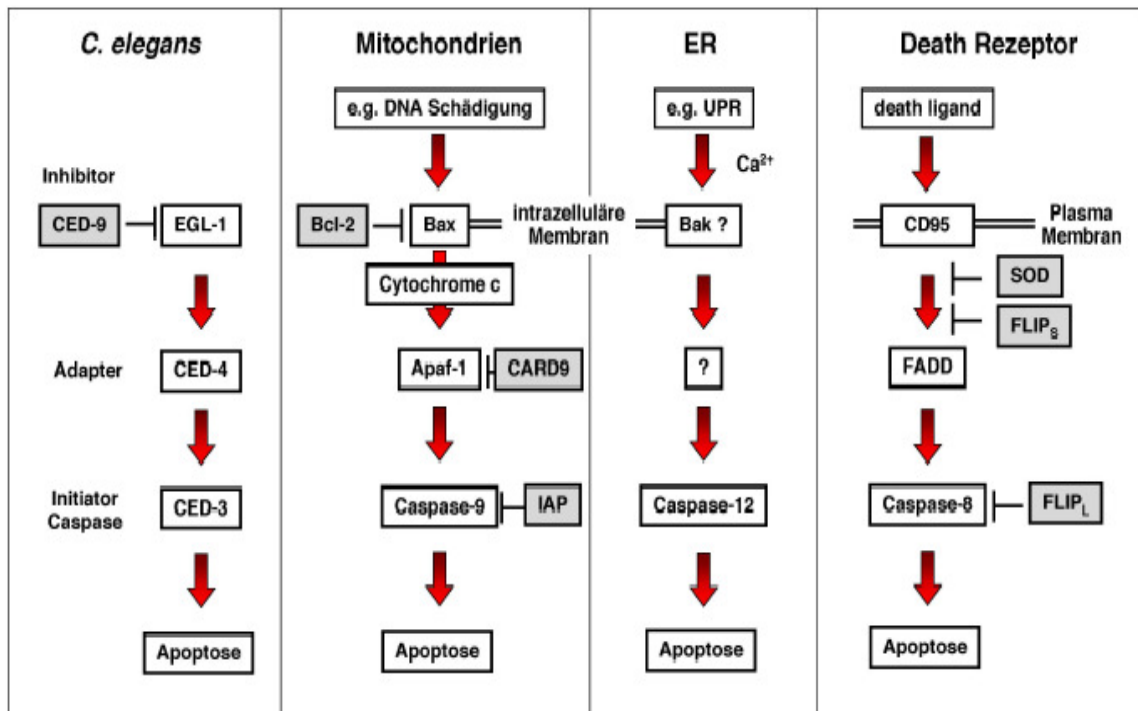 C. elegans
Mitochondrien
ER
Death Rezeptor
e.g. DNA Schädigung
e.g. UPR
death ligand
Ca²⁺
Inhibitor
CED-9
EGL-1
Bcl-2
Bax
intrazelluläre
Membran
Bak ?
CD95
Plasma
Membran
Cytochrome c
SOD
FLIPS
Adapter
CED-4
Apaf-1
CARD9
?
FADD
Initiator
Caspase
CED-3
Caspase-9
IAP
Caspase-12
Caspase-8
FLIPL
Apoptose
Apoptose
Apoptose
Apoptose